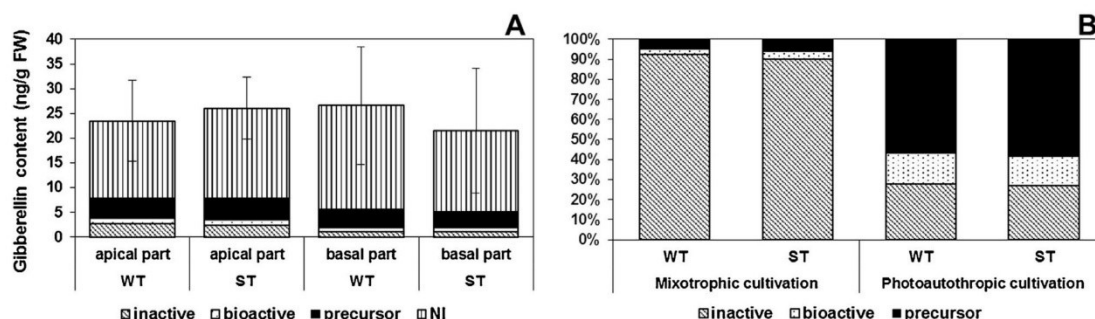 A
Gibberellin content (ng/g FW)
40
35
30
25
20
15
10
5
0
apical part apical part basal part basal part
WT ST WT ST
inactive bioactive precursor NI
B
100%
90%
80%
70%
60%
50%
40%
30%
20%
10%
0%
WT ST WT ST
Mixotrophic cultivation Photoautothropic cultivation
inactive bioactive precursor